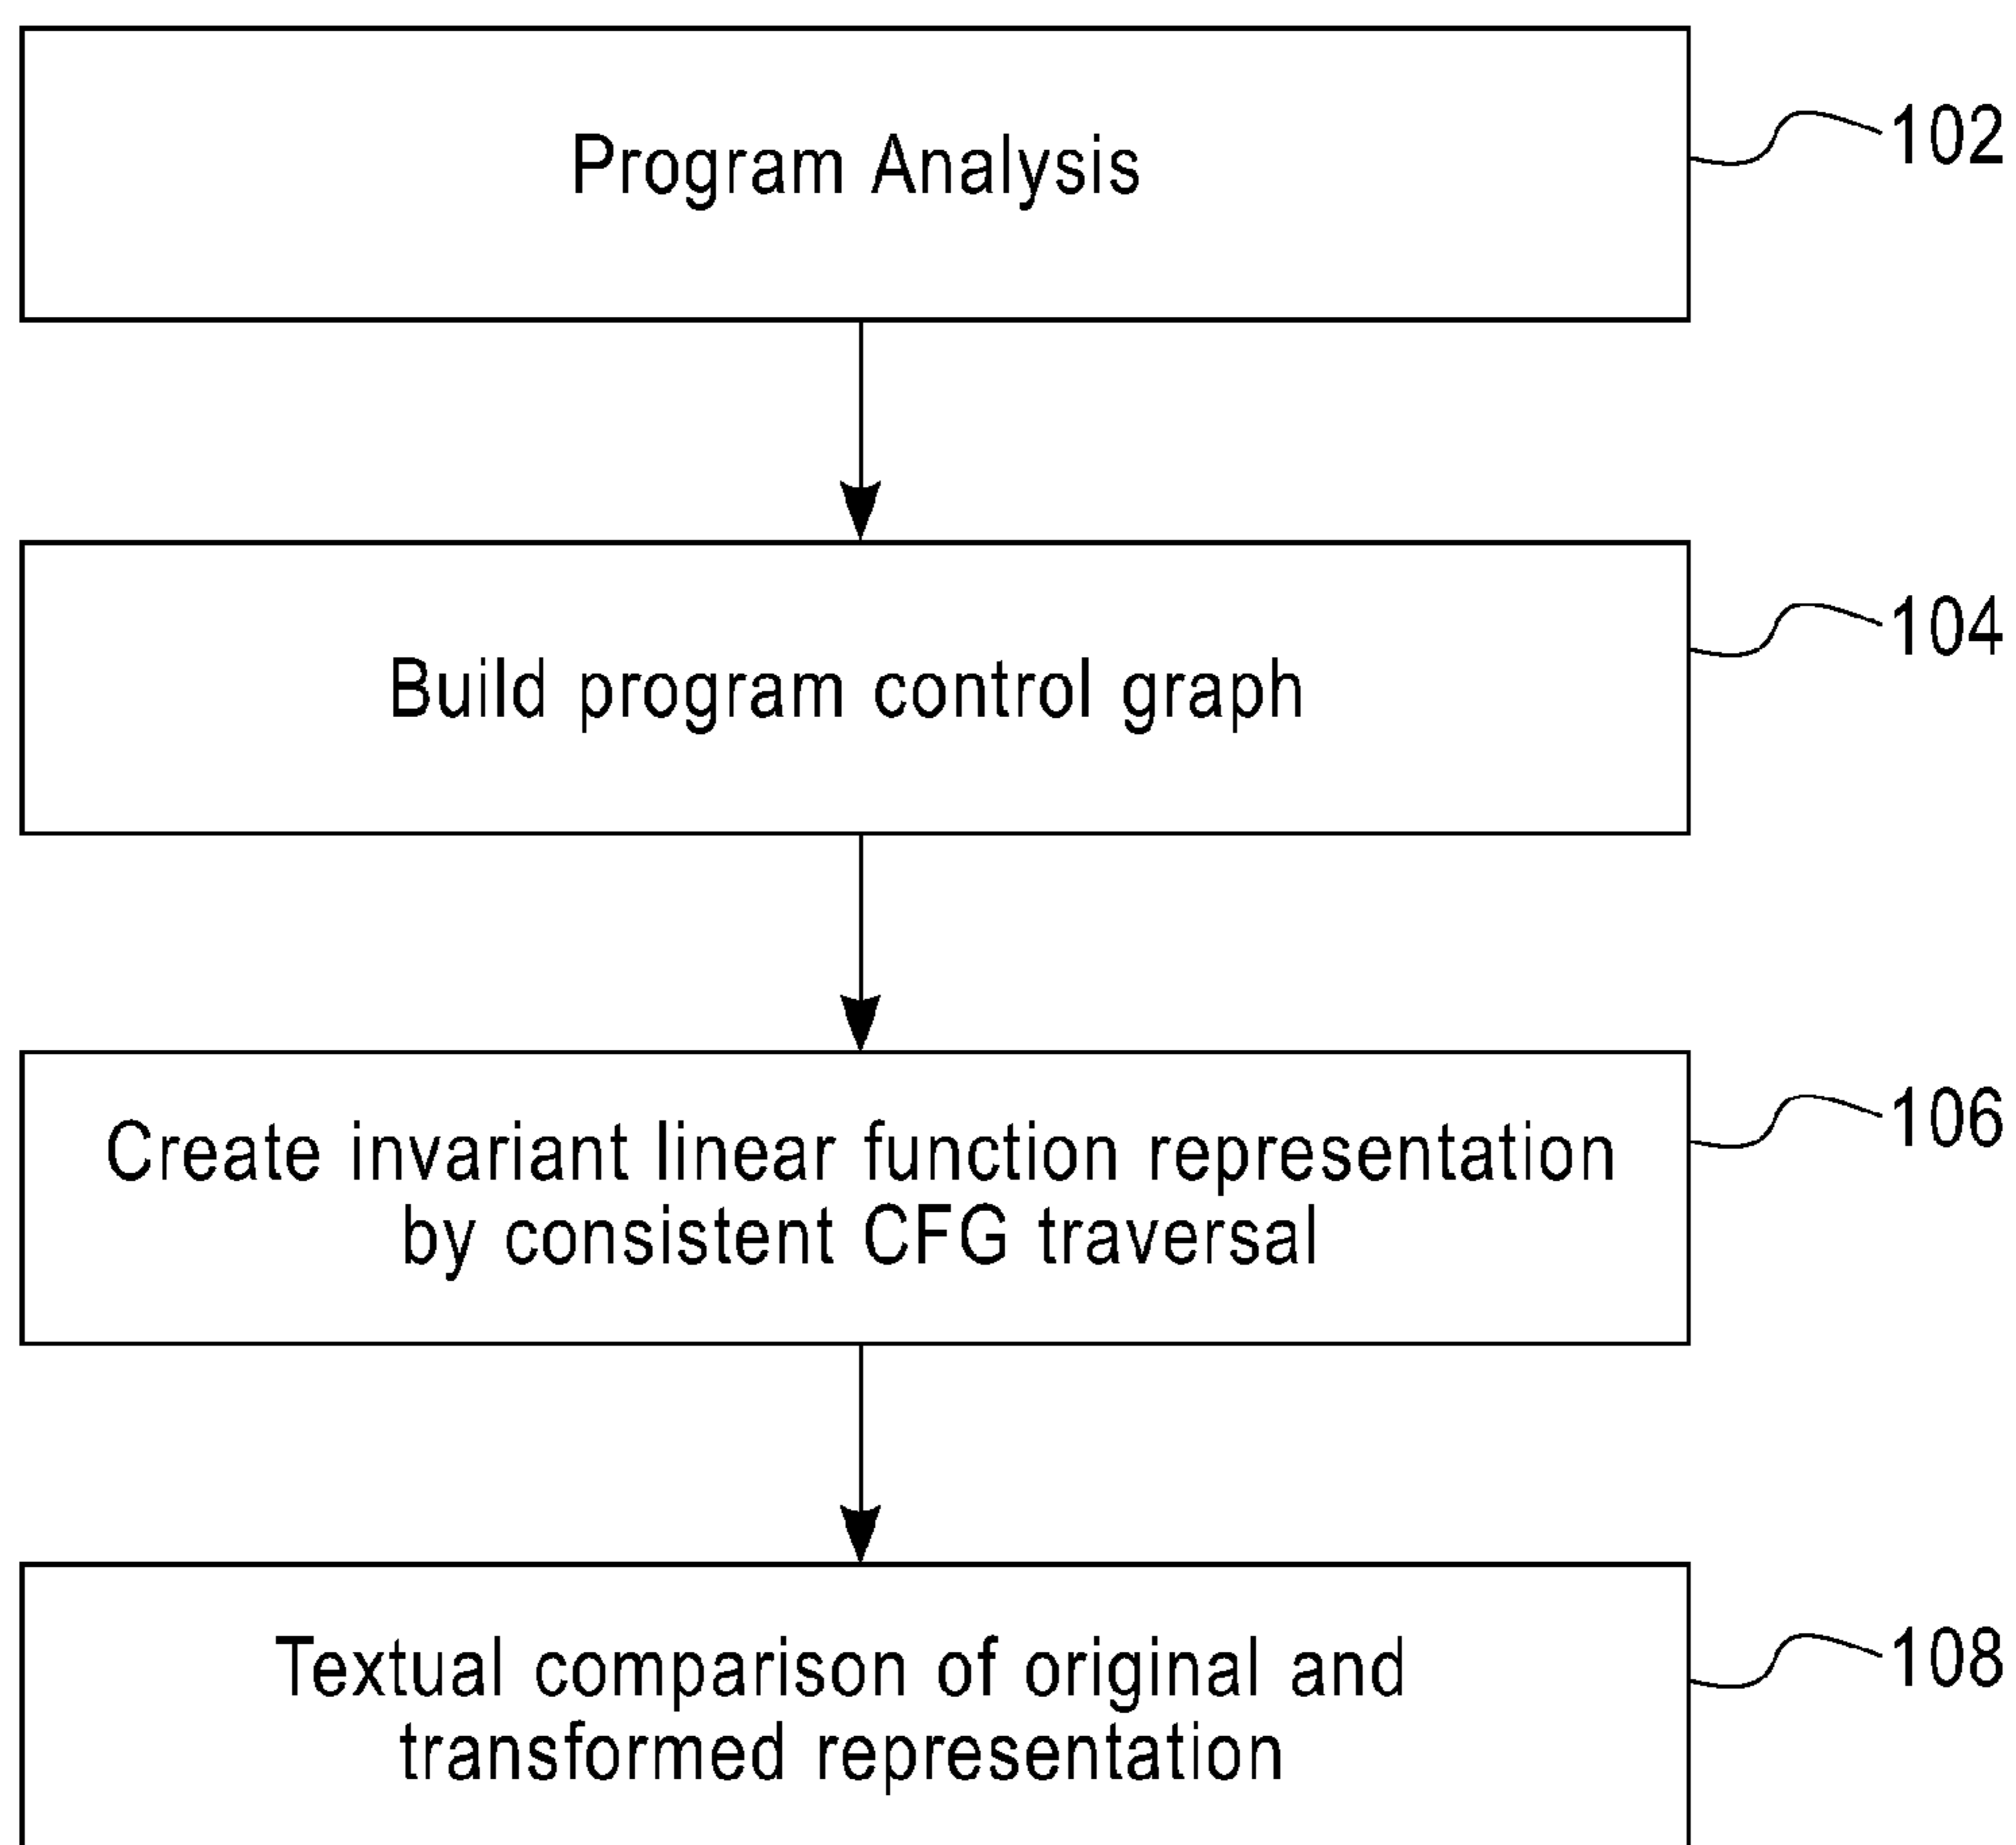 Program Analysis
102
Build program control graph
104
Create invariant linear function representation
by consistent CFG traversal
106
Textual comparison of original and
transformed representation
108